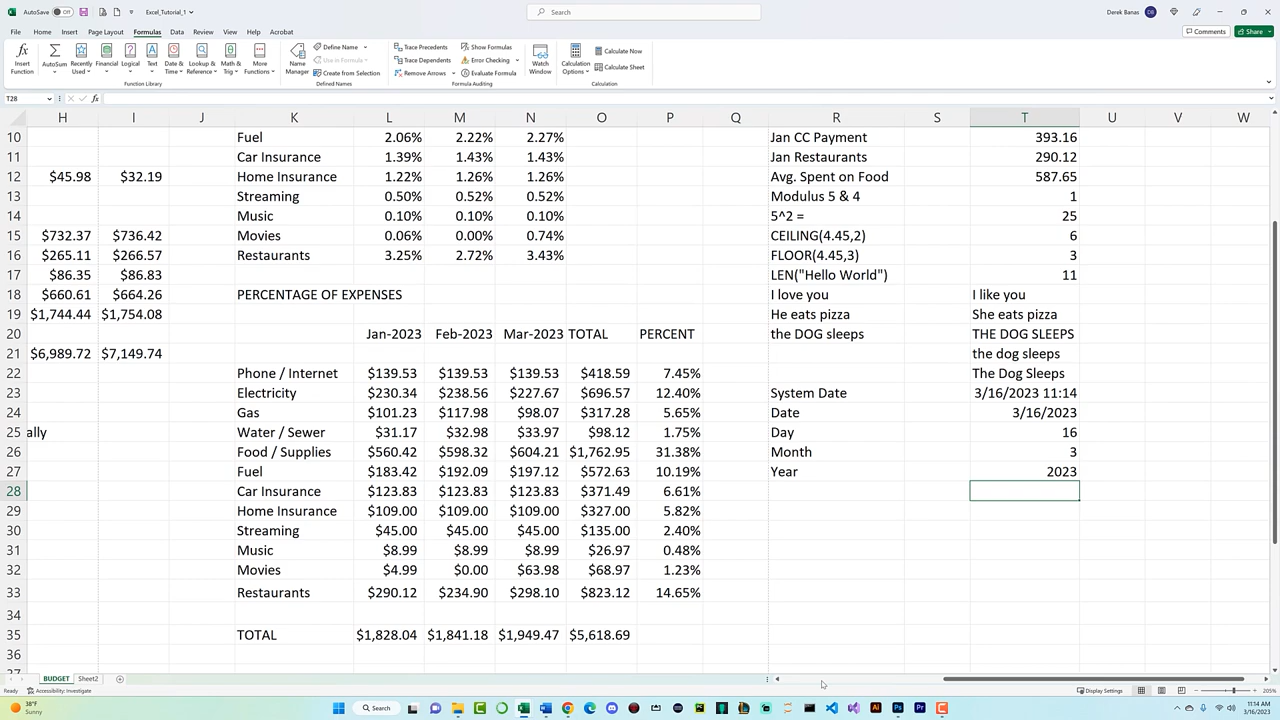 AutoSave Off Excel_Tutorial_1 Search Derek Banas DB
File Home Insert Page Layout Formulas Data Review View Help Acrobat Comments Share
Insert Function AutoSum Recently Used Financial Logical Text Date & Time Lookup & Reference Math & Trig More Functions
Function Library
Name Manager Define Name Use in Formula Create from Selection
Defined Names
Trace Precedents Trace Dependents Remove Arrows Show Formulas Error Checking Evaluate Formula
Formula Auditing
Watch Window Calculation Options Calculate Now Calculate Sheet
Calculation
T28 fx
H I J K L M N O P Q R S T U V W
10 Fuel 2.06% 2.22% 2.27% Jan CC Payment 393.16
11 Car Insurance 1.39% 1.43% 1.43% Jan Restaurants 290.12
12 $45.98 $32.19 Home Insurance 1.22% 1.26% 1.26% Avg. Spent on Food 587.65
13 Streaming 0.50% 0.52% 0.52% Modulus 5 & 4 1
14 Music 0.10% 0.10% 0.10% 5^2 = 25
15 $732.37 $736.42 Movies 0.06% 0.00% 0.74% CEILING(4.45,2) 6
16 $265.11 $266.57 Restaurants 3.25% 2.72% 3.43% FLOOR(4.45,3) 3
17 $86.35 $86.83 LEN("Hello World") 11
18 $660.61 $664.26 PERCENTAGE OF EXPENSES I love you I like you
19 $1,744.44 $1,754.08 He eats pizza She eats pizza
20 Jan-2023 Feb-2023 Mar-2023 TOTAL PERCENT the DOG sleeps THE DOG SLEEPS
21 $6,989.72 $7,149.74 the dog sleeps
22 Phone / Internet $139.53 $139.53 $139.53 $418.59 7.45% The Dog Sleeps
23 Electricity $230.34 $238.56 $227.67 $696.57 12.40% System Date 3/16/2023 11:14
24 Gas $101.23 $117.98 $98.07 $317.28 5.65% Date 3/16/2023
25 ally Water / Sewer $31.17 $32.98 $33.97 $98.12 1.75% Day 16
26 Food / Supplies $560.42 $598.32 $604.21 $1,762.95 31.38% Month 3
27 Fuel $183.42 $192.09 $197.12 $572.63 10.19% Year 2023
28 Car Insurance $123.83 $123.83 $123.83 $371.49 6.61%
29 Home Insurance $109.00 $109.00 $109.00 $327.00 5.82%
30 Streaming $45.00 $45.00 $45.00 $135.00 2.40%
31 Music $8.99 $8.99 $8.99 $26.97 0.48%
32 Movies $4.99 $0.00 $63.98 $68.97 1.23%
33 Restaurants $290.12 $234.90 $298.10 $823.12 14.65%
34
35 TOTAL $1,828.04 $1,841.18 $1,949.47 $5,618.69
36
37
BUDGET Sheet2
Ready Accessibility: Investigate Display Settings 205%
38°F
Sunny
Search
11:14 AM
3/16/2023